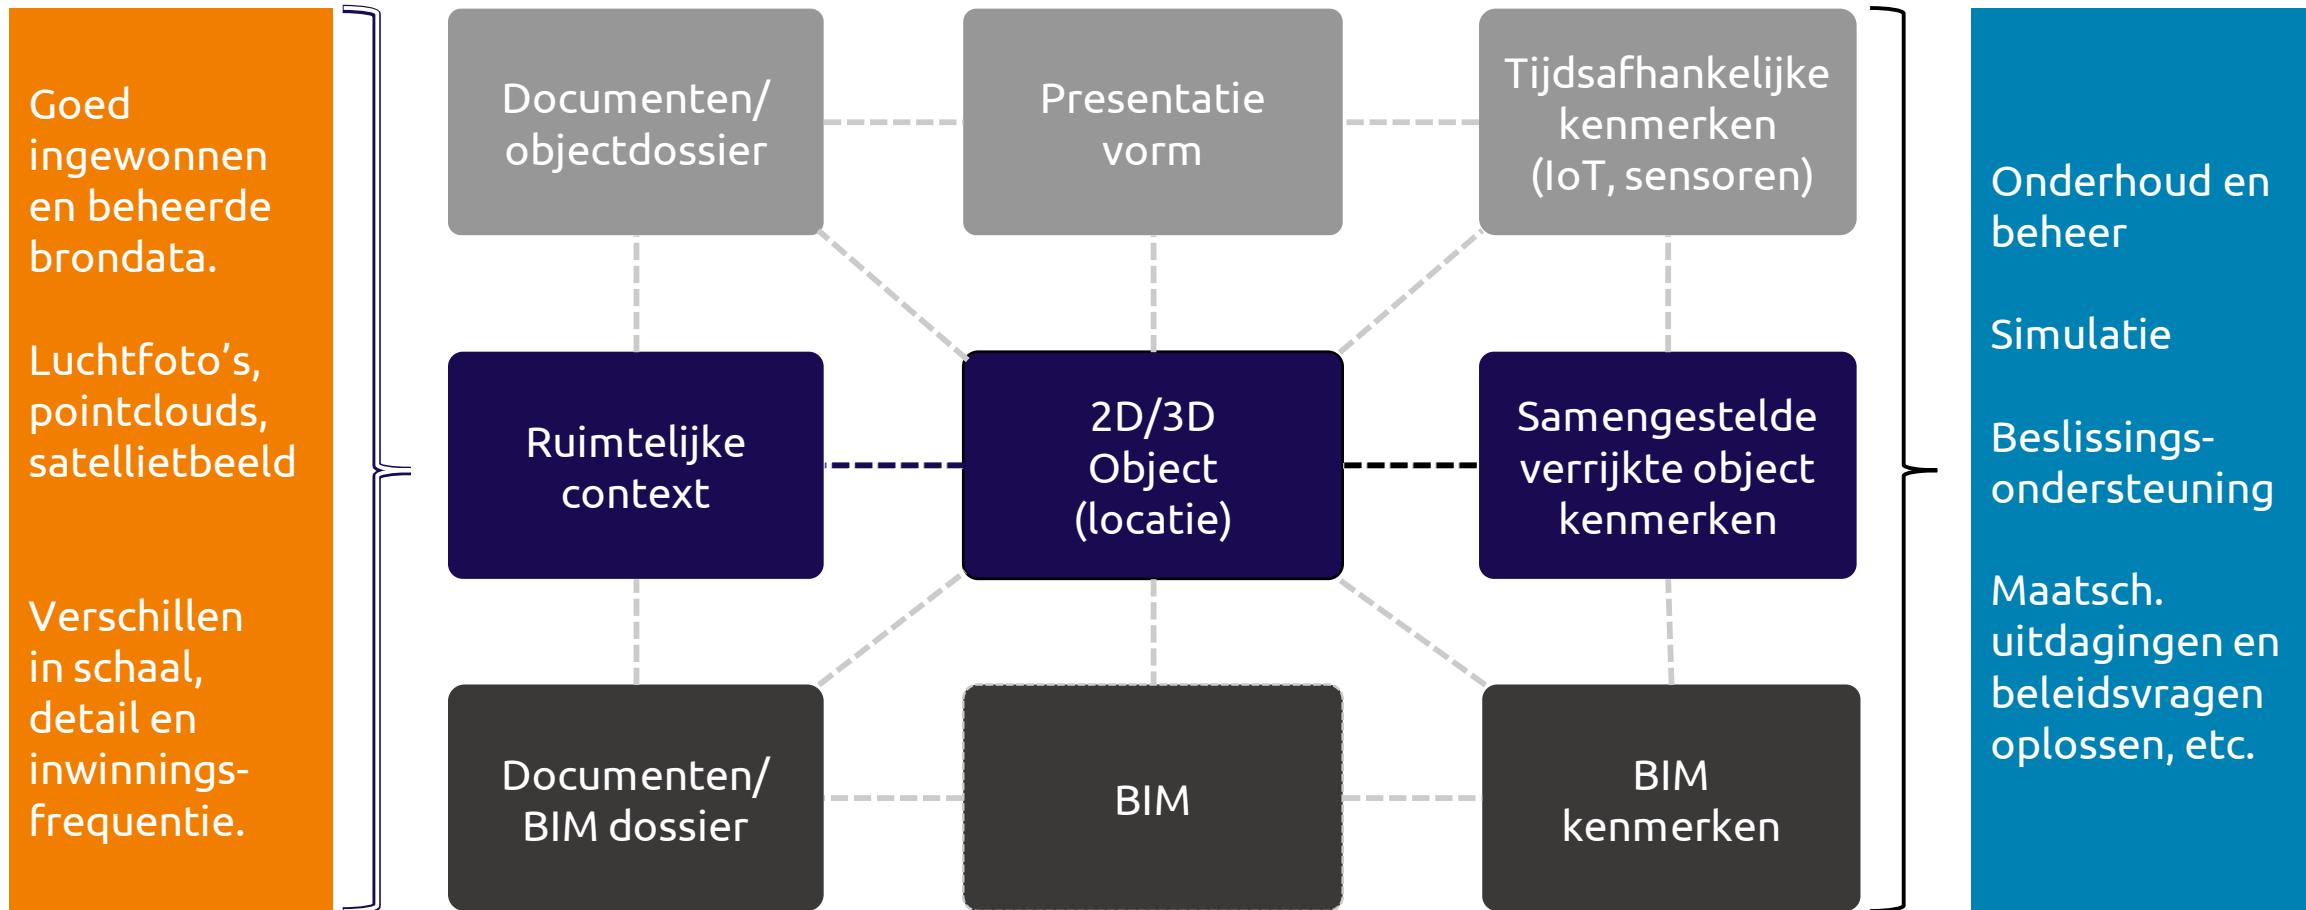 Goed
ingewonnen
en beheerde
brondata.
Luchtfoto’s,
pointclouds,
satellietbeeld
Verschillen
in schaal,
detail en
inwinnings-
frequentie.
Documenten/
objectdossier
Presentatie
vorm
Tijdsafhankelijke
kenmerken
(IoT, sensoren)
Ruimtelijke
context
2D/3D
Object
(locatie)
Samengestelde
verrijkte object
kenmerken
Documenten/
BIM dossier
BIM
BIM
kenmerken
Onderhoud en
beheer
Simulatie
Beslissings-
ondersteuning
Maatsch.
uitdagingen en
beleidsvragen
oplossen, etc.